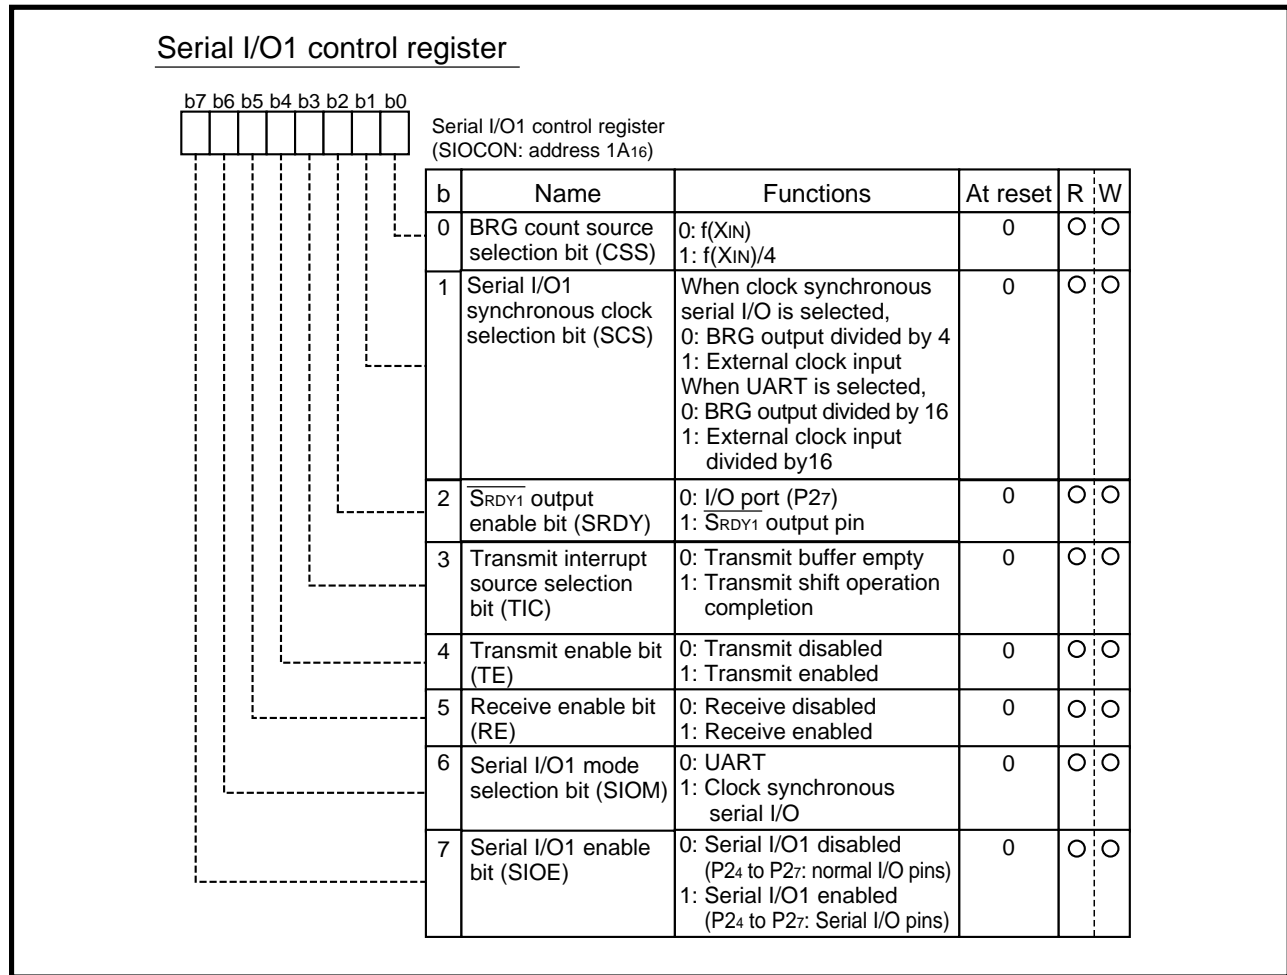 Serial I/O1 control register
b7 b6 b5 b4 b3 b2 b1 b0
Serial I/O1 control register
(SIOCON: address 1A16)
b Name Functions At reset R W
0 BRG count source selection bit (CSS)
0: f(XIN)
1: f(XIN)/4
0
1 Serial I/O1
synchronous clock
selection bit (SCS)
When clock synchronous
serial I/O is selected,
0: BRG output divided by 4
1: External clock input
When UART is selected,
0: BRG output divided by 16
1: External clock input
divided by16
0
2 SRDY1 output
enable bit (SRDY)
0: I/O port (P27)
1: SRDY1 output pin
0
3 Transmit interrupt
source selection
bit (TIC)
0: Transmit buffer empty
1: Transmit shift operation
completion
0
4 Transmit enable bit
(TE)
0: Transmit disabled
1: Transmit enabled
0
5 Receive enable bit
(RE)
0: Receive disabled
1: Receive enabled
0
6 Serial I/O1 mode
selection bit (SIOM)
0: UART
1: Clock synchronous
serial I/O
0
7 Serial I/O1 enable
bit (SIOE)
0: Serial I/O1 disabled
(P24 to P27: normal I/O pins)
1: Serial I/O1 enabled
(P24 to P27: Serial I/O pins)
0